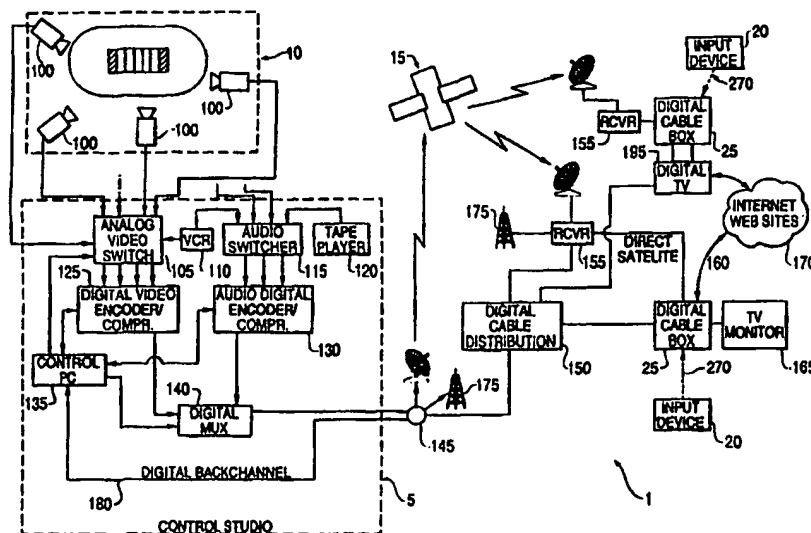 10
15
20
INPUT
DEVICE
270
100
100
100
100
RCVR
155
DIGITAL
CABLE
BOX
25
195
DIGITAL
TV
INTERNET
WEB SITES
170
ANALOG
VIDEO
SWITCH
105
VCR
110
AUDIO
SWITCHER
115
TAPE
PLAYER
120
175
RCVR
155
DIRECT
SATELITE
160
125
DIGITAL VIDEO
ENCODER/
COMPR.
AUDIO DIGITAL
ENCODER/
COMPR.
130
DIGITAL
CABLE
DISTRIBUTION
150
DIGITAL
CABLE
BOX
25
TV
MONITOR
165
CONTROL
PC
135
140
DIGITAL
MUX
175
145
270
INPUT
DEVICE
20
DIGITAL BACKCHANNEL
180
5
1
CONTROL STUDIO